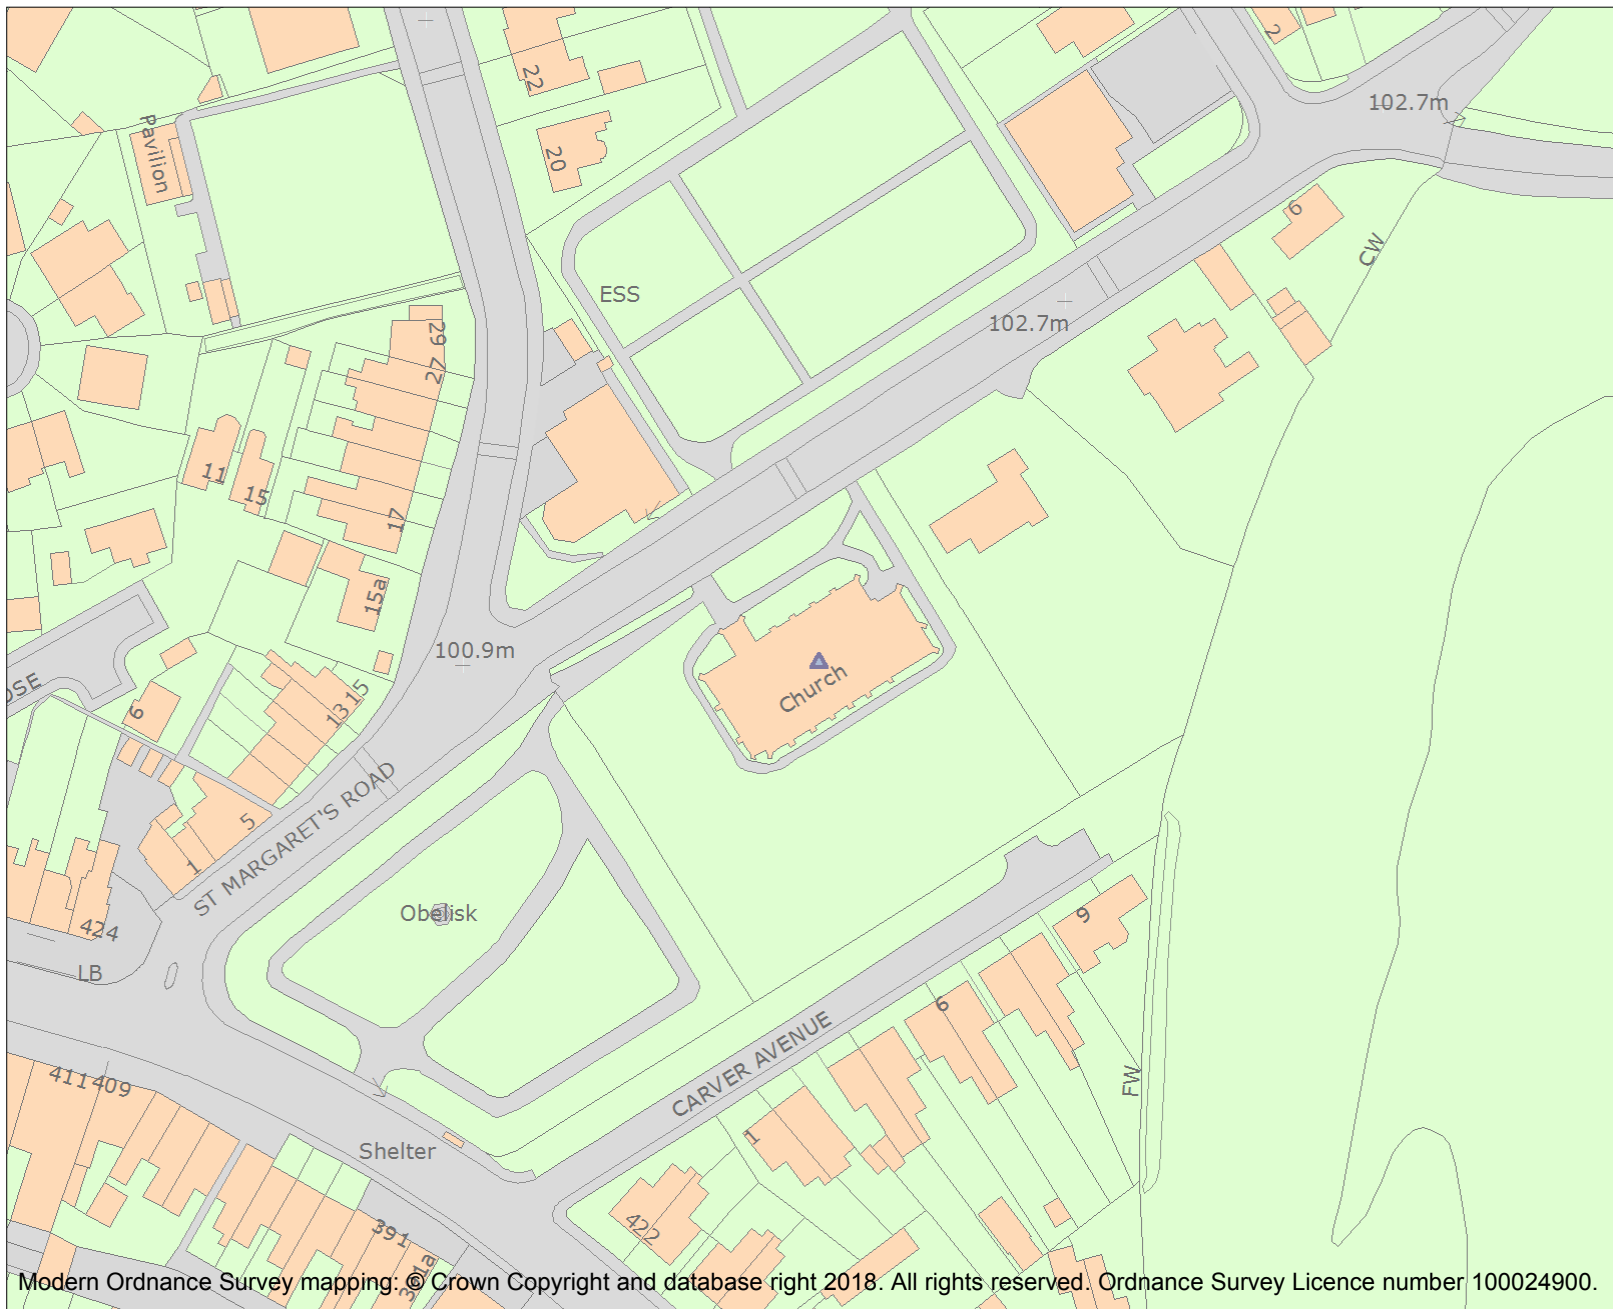 2
102.7m
22
Pavilion
20
6
CW
ESS
102.7m
29
27
11
15
17
15a
100.9m
OSE
Church
6
13 15
ST MARGARET'S ROAD
5
1
Obelisk
424
LB
9
6
CARVER AVENUE
411 409
FW
1
Shelter
422
391
Modern Ordnance Survey mapping: © Crown Copyright and database right 2018. All rights reserved. Ordnance Survey Licence number 100024900.